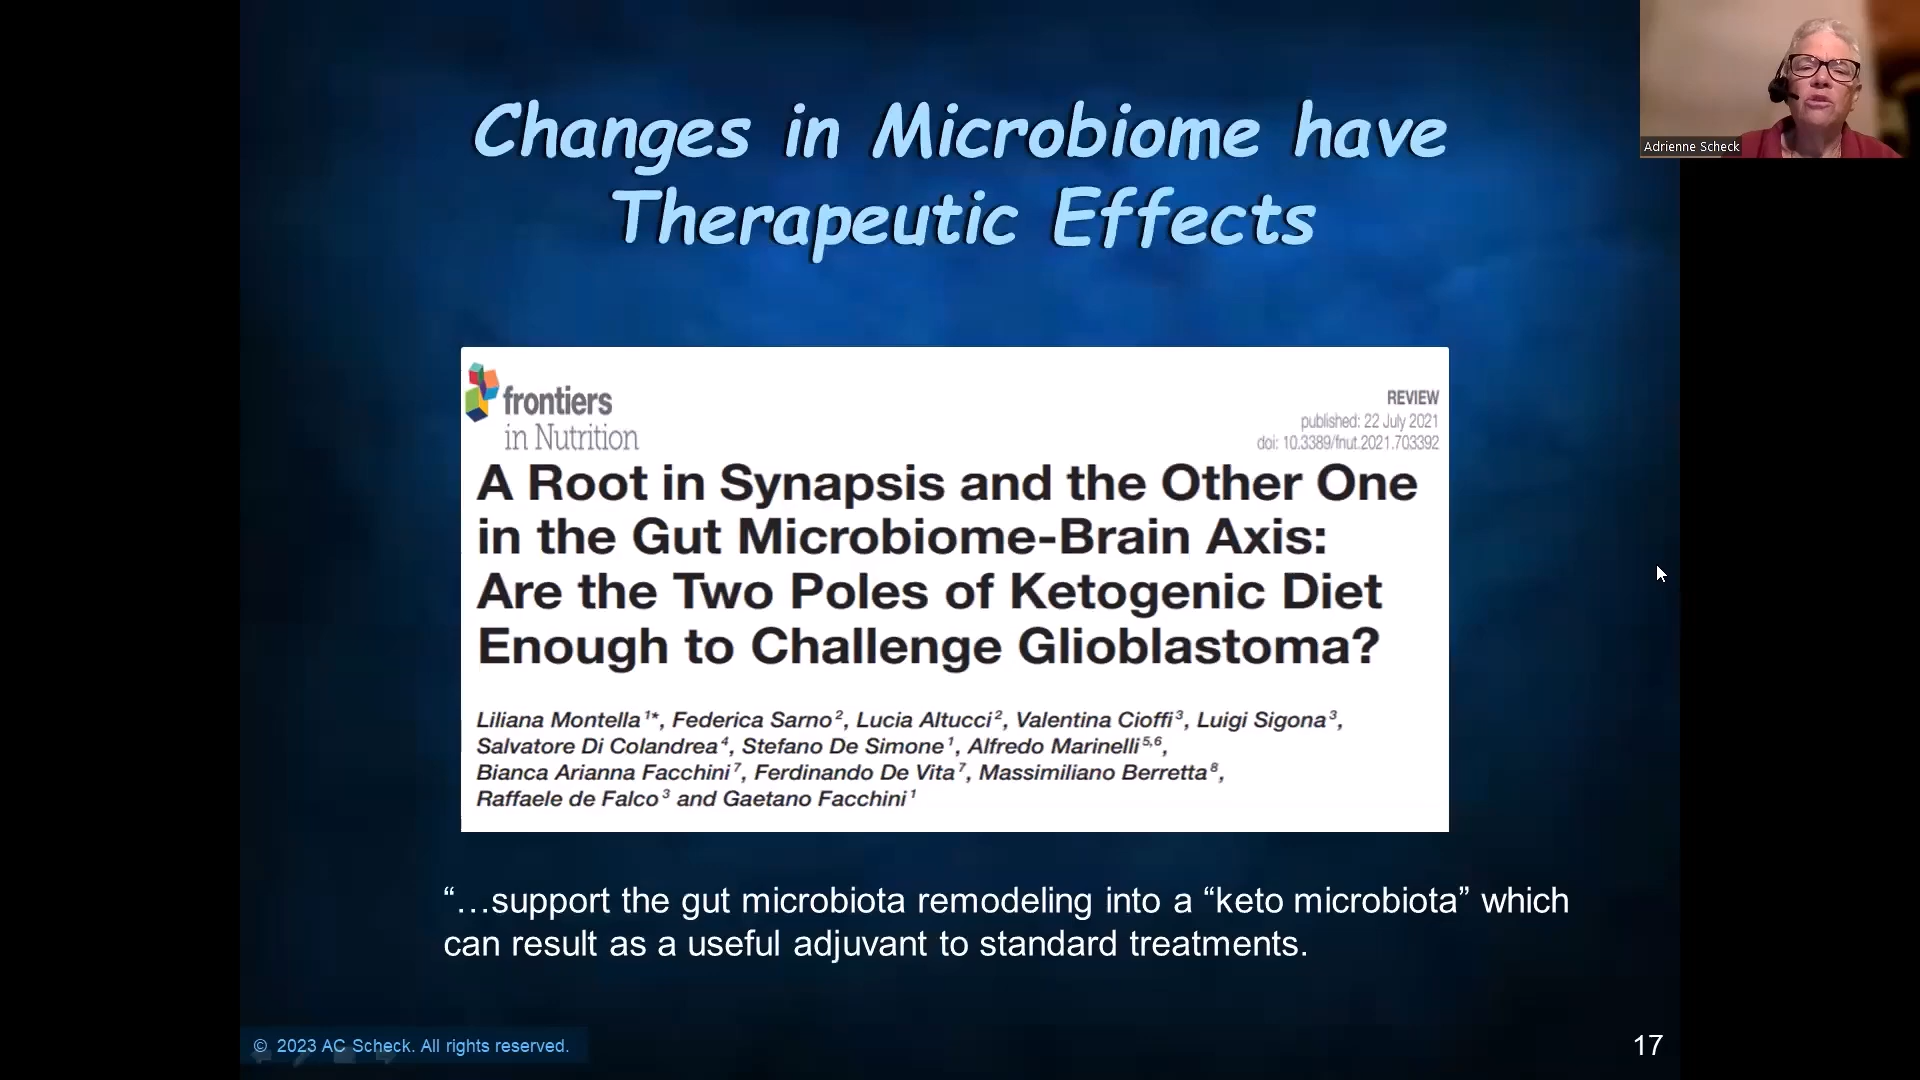 Changes in Microbiome have
Therapeutic Effects
Adrienne Scheck
frontiers
in Nutrition
REVIEW
published: 22 July 2021
doi: 10.3389/fnut.2021.703392
A Root in Synapsis and the Other One
in the Gut Microbiome-Brain Axis:
Are the Two Poles of Ketogenic Diet
Enough to Challenge Glioblastoma?
Liliana Montella 1*, Federica Sarno 2, Lucia Altucci 2, Valentina Cioffi 3, Luigi Sigona 3,
Salvatore Di Colandrea 4, Stefano De Simone 1, Alfredo Marinelli 5,6,
Bianca Arianna Facchini 7, Ferdinando De Vita 7, Massimiliano Berretta 8,
Raffaele de Falco 3 and Gaetano Facchini 1
“…support the gut microbiota remodeling into a “keto microbiota” which
can result as a useful adjuvant to standard treatments.
© 2023 AC Scheck. All rights reserved.
17